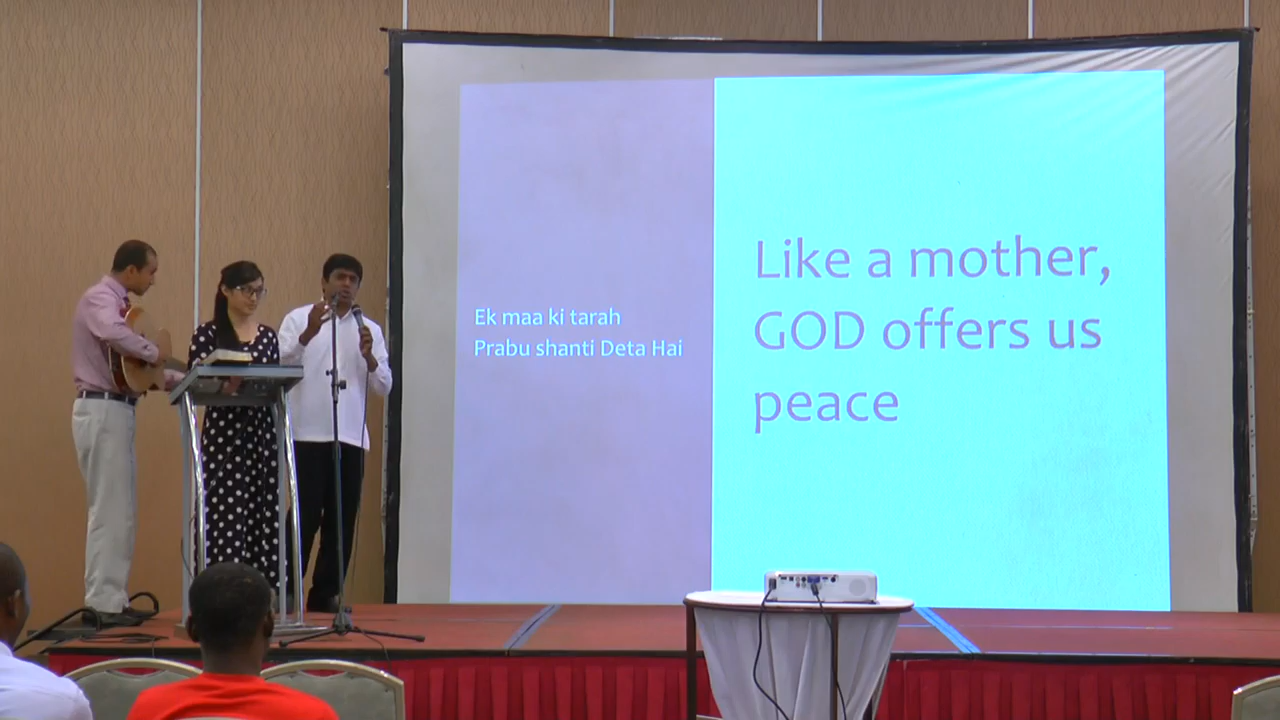 Ek maa ki tarah
Prabu shanti Deta Hai
Like a mother,
GOD offers us
peace